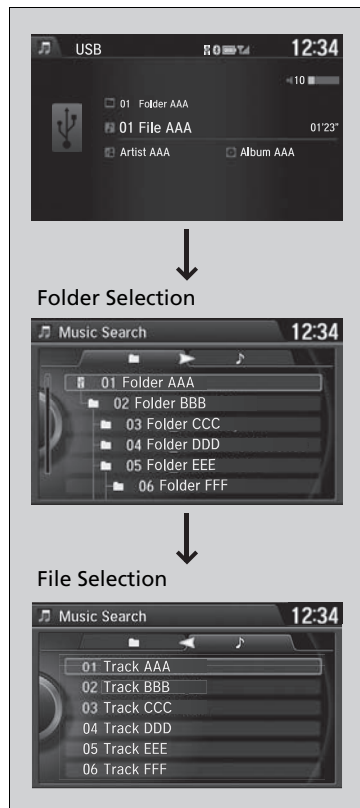 USB 12:34
10
01 Folder AAA
01 File AAA 01'23"
Artist AAA Album AAA
Folder Selection
Music Search 12:34
01 Folder AAA
02 Folder BBB
03 Folder CCC
04 Folder DDD
05 Folder EEE
06 Folder FFF
File Selection
Music Search 12:34
01 Track AAA
02 Track BBB
03 Track CCC
04 Track DDD
05 Track EEE
06 Track FFF